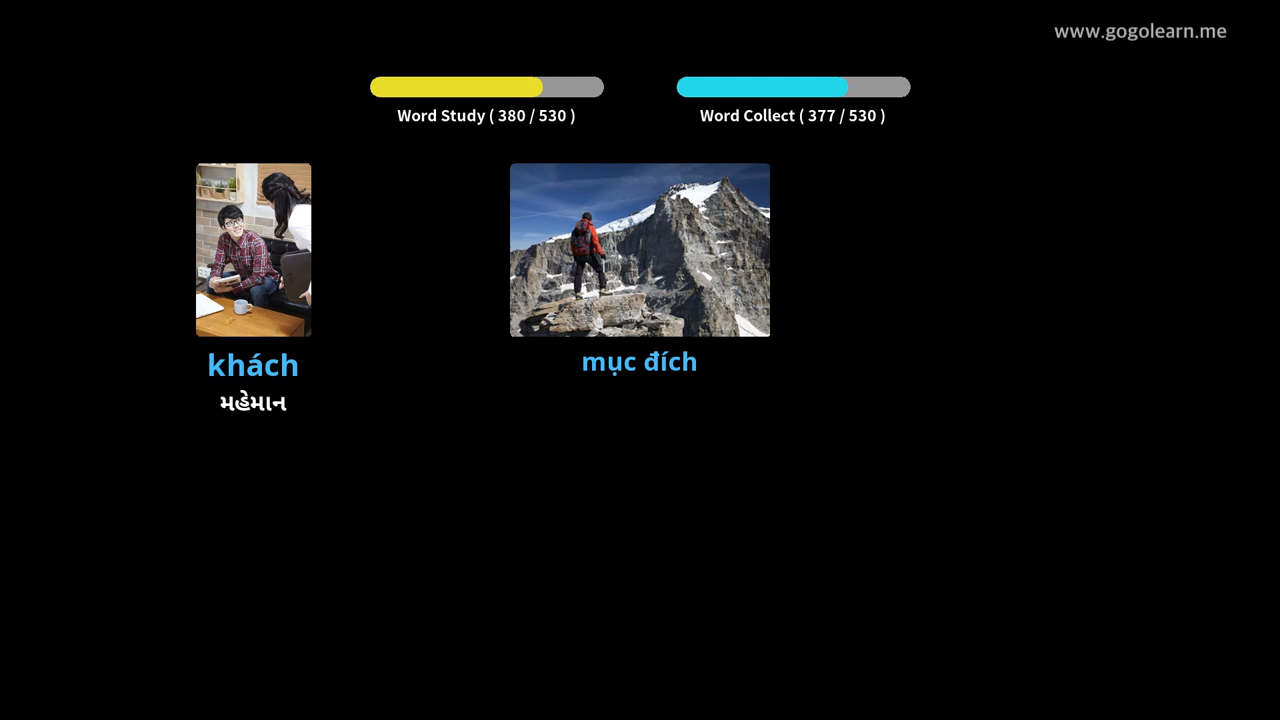 www.gogolearn.me
Word Study ( 380 / 530 )
Word Collect ( 377 / 530 )
khách
મહેમાન
mục đích